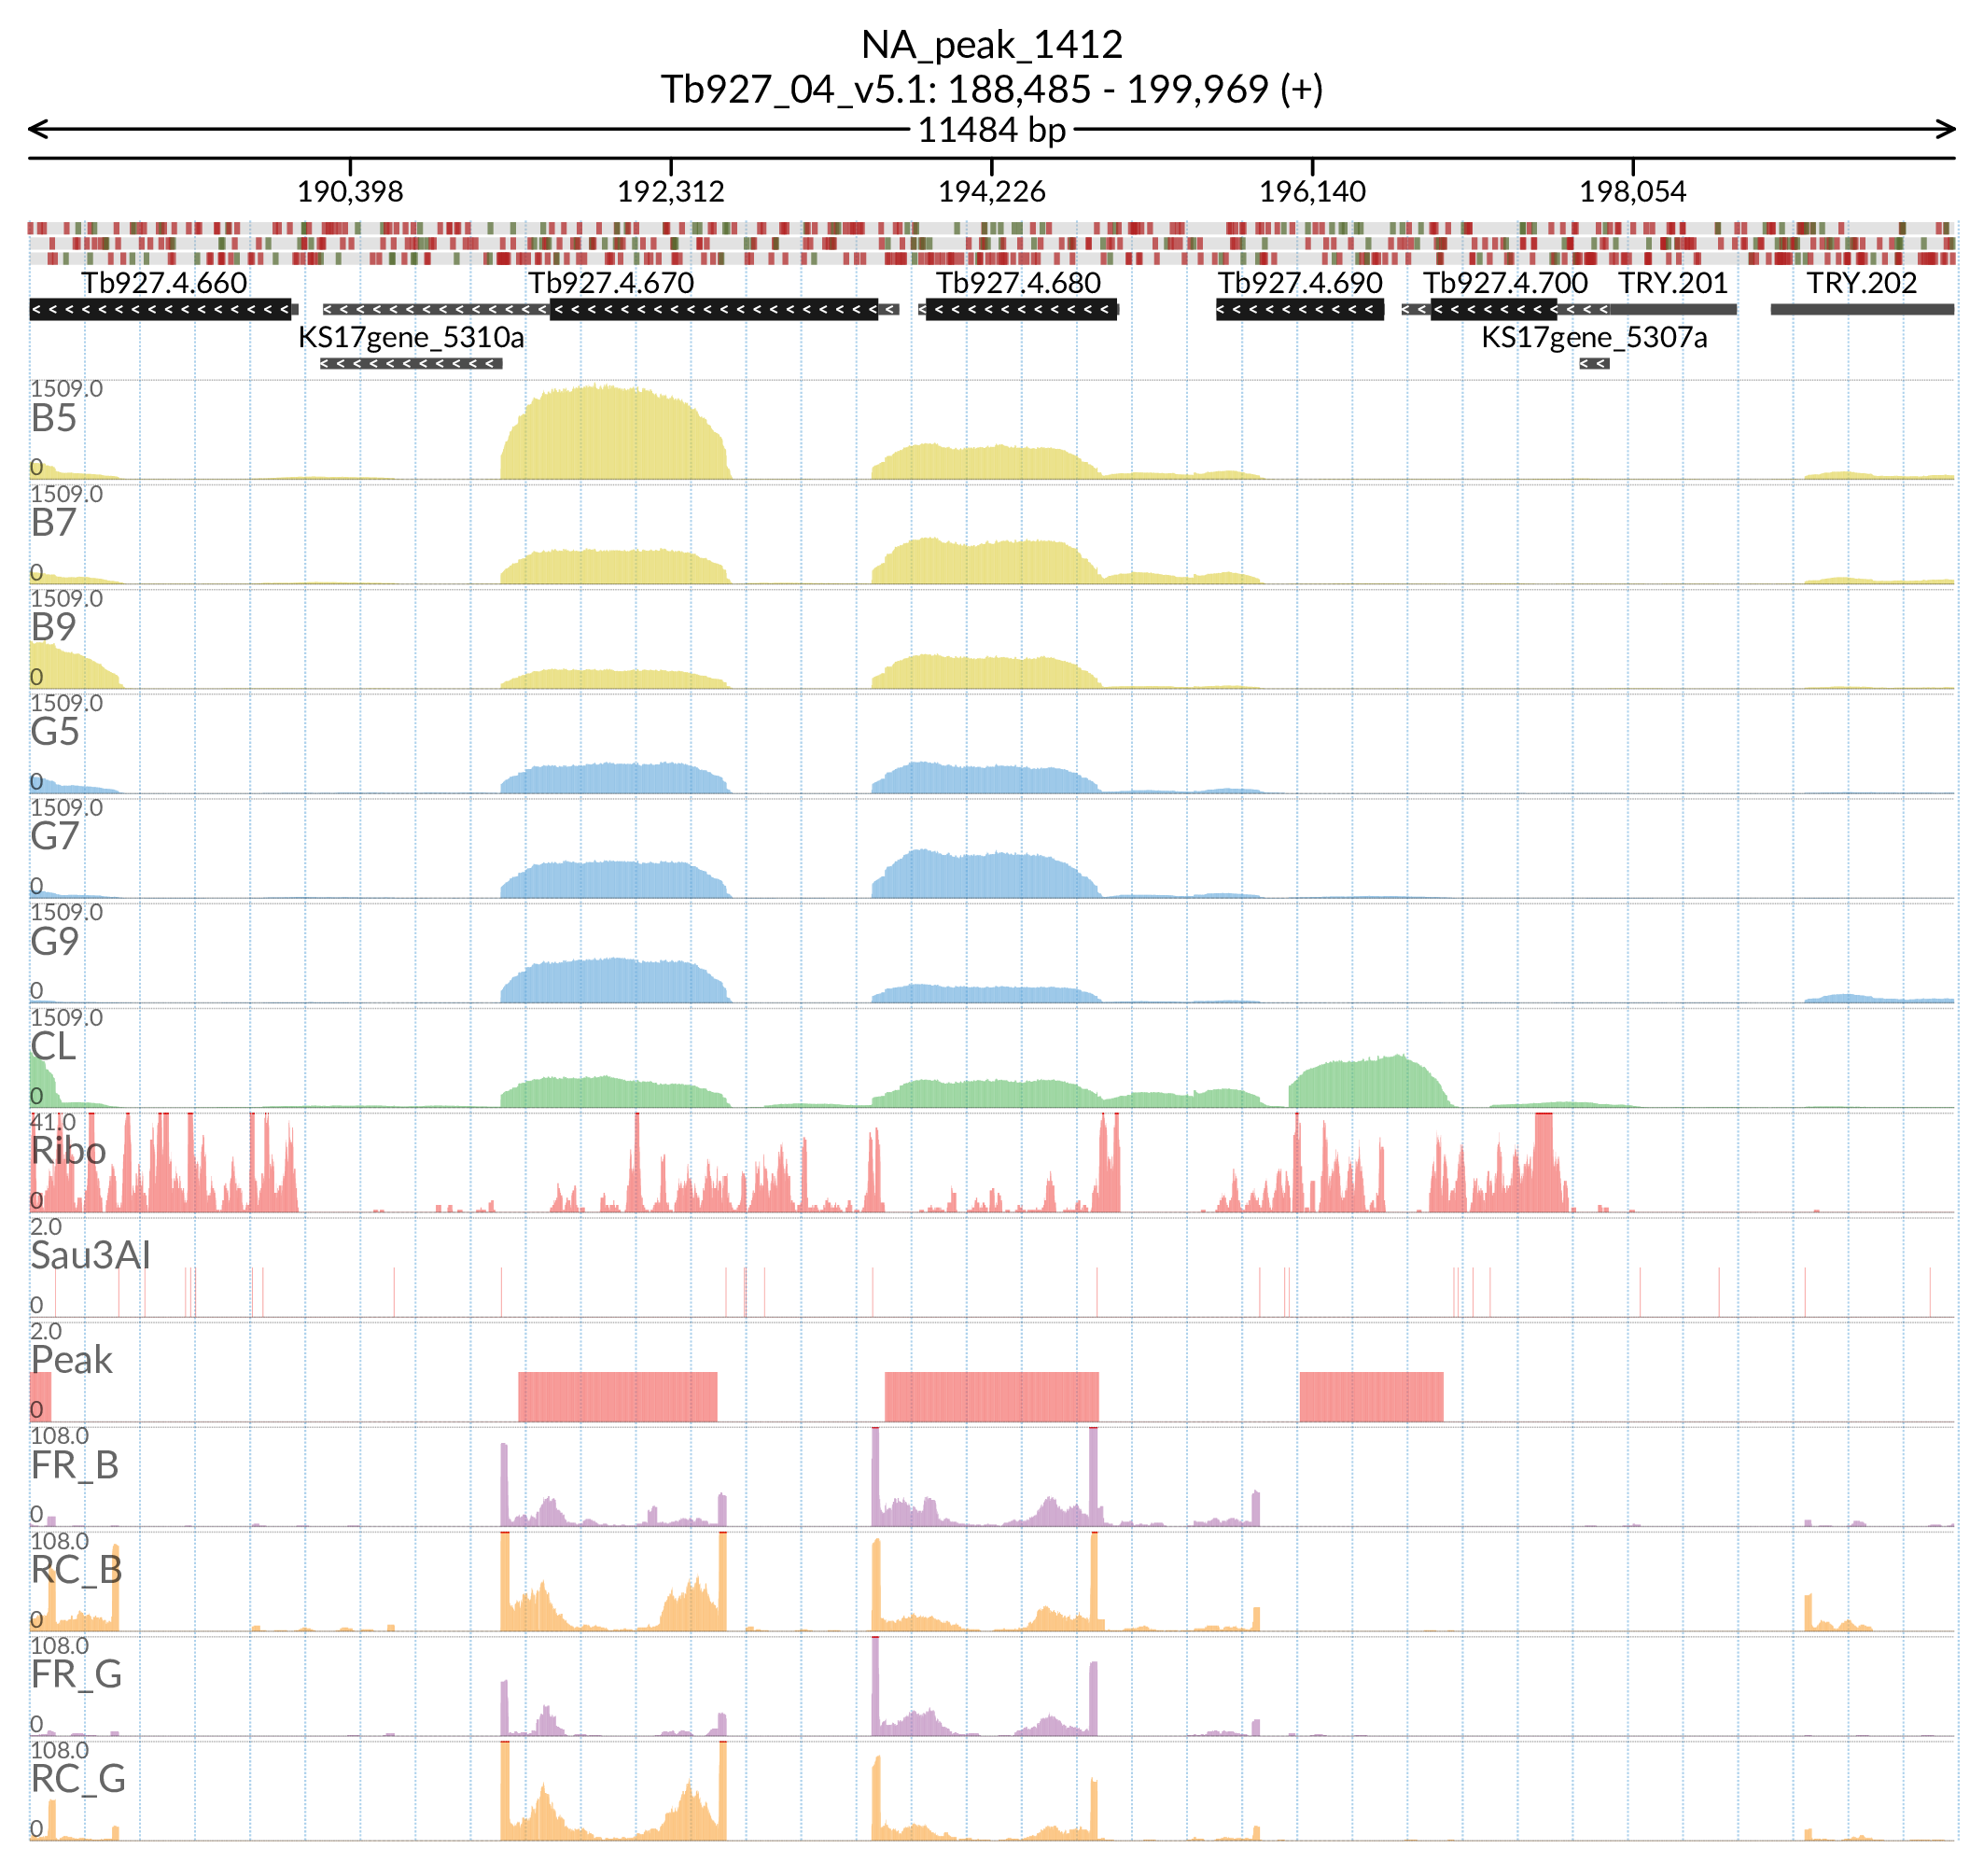 NA_peak_1412
Tb927_04_v5.1: 188,485 - 199,969 (+)
11484 bp
190,398 192,312 194,226 196,140 198,054
Tb927.4.660 Tb927.4.670 Tb927.4.680 Tb927.4.690 Tb927.4.700 TRY.201 TRY.202
KS17gene_5310a KS17gene_5307a
1509.0
B5
0
1509.0
B7
0
1509.0
B9
0
1509.0
G5
0
1509.0
G7
0
1509.0
G9
0
1509.0
CL
0
41.0
Ribo
0
2.0
Sau3AI
0
2.0
Peak
0
108.0
FR_B
0
108.0
RC_B
0
108.0
FR_G
0
108.0
RC_G
0